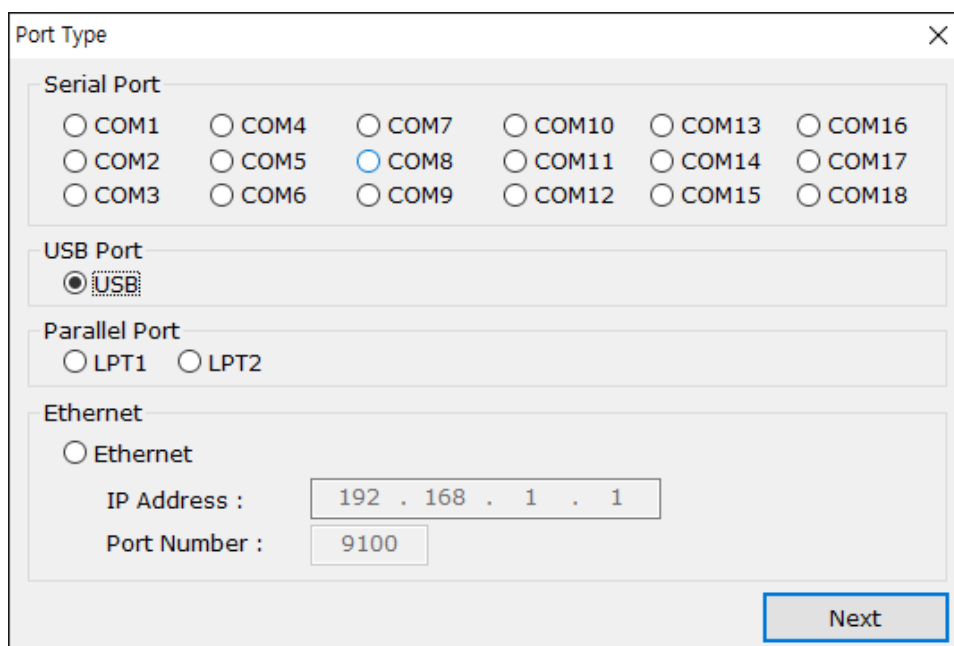 Port Type
Serial Port
COM1 COM4 COM7 COM10 COM13 COM16
COM2 COM5 COM8 COM11 COM14 COM17
COM3 COM6 COM9 COM12 COM15 COM18
USB Port
USB
Parallel Port
LPT1 LPT2
Ethernet
Ethernet
IP Address : 192 . 168 . 1 . 1
Port Number : 9100
Next